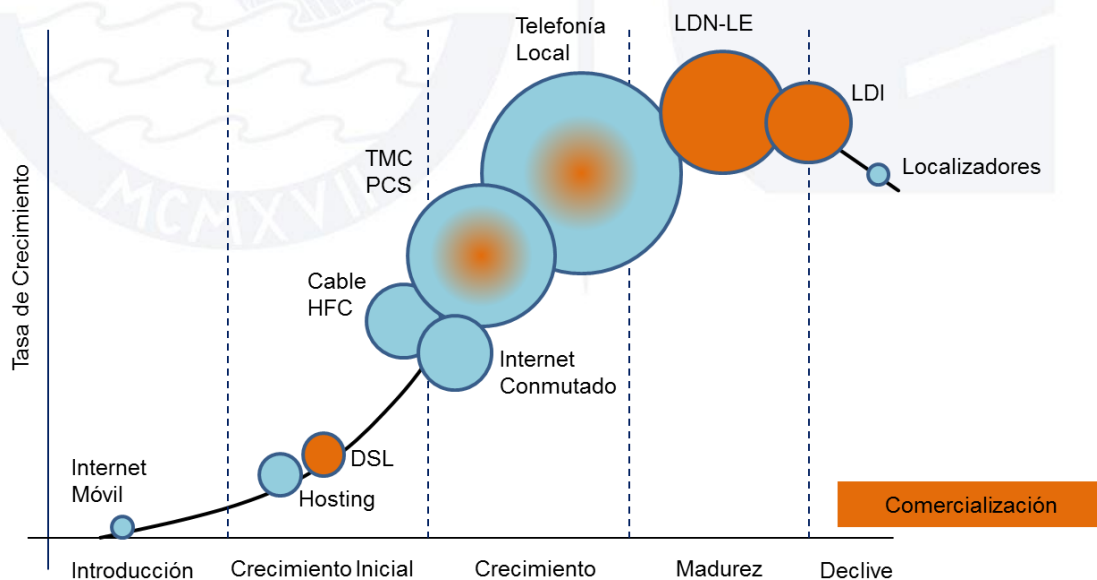 Telefonía
Local
LDN-LE
LDI
TMC
PCS
Localizadores
Tasa de Crecimiento
Cable
HFC
Internet
Conmutado
Internet
Móvil
DSL
Hosting
Comercialización
Introducción
Crecimiento Inicial
Crecimiento
Madurez
Declive
MCMXVII